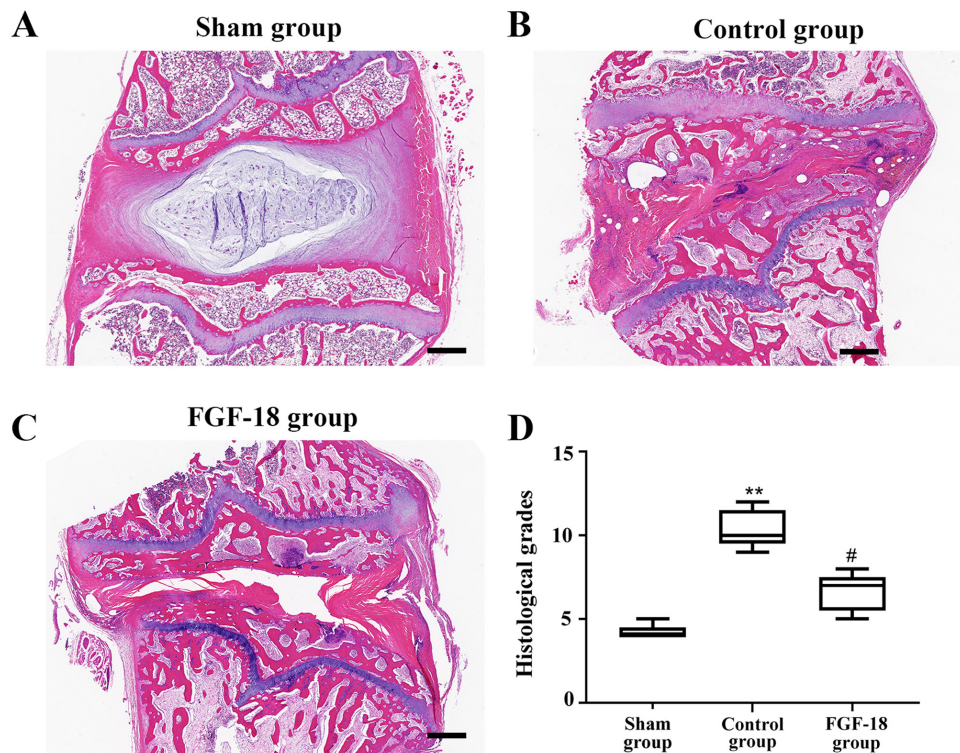 A
Sham group
B
Control group
C
FGF-18 group
D
Histological grades
15
10
5
0
**
#
Sham
group
Control
group
FGF-18
group